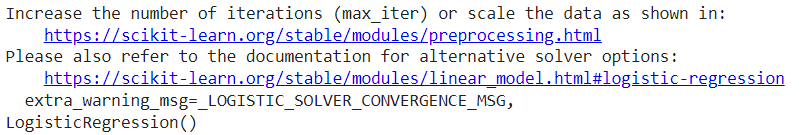 Increase the number of iterations (max_iter) or scale the data as shown in:
https://scikit-learn.org/stable/modules/preprocessing.html
Please also refer to the documentation for alternative solver options:
https://scikit-learn.org/stable/modules/linear_model.html#logistic-regression
extra_warning_msg=_LOGISTIC_SOLVER_CONVERGENCE_MSG,
LogisticRegression()